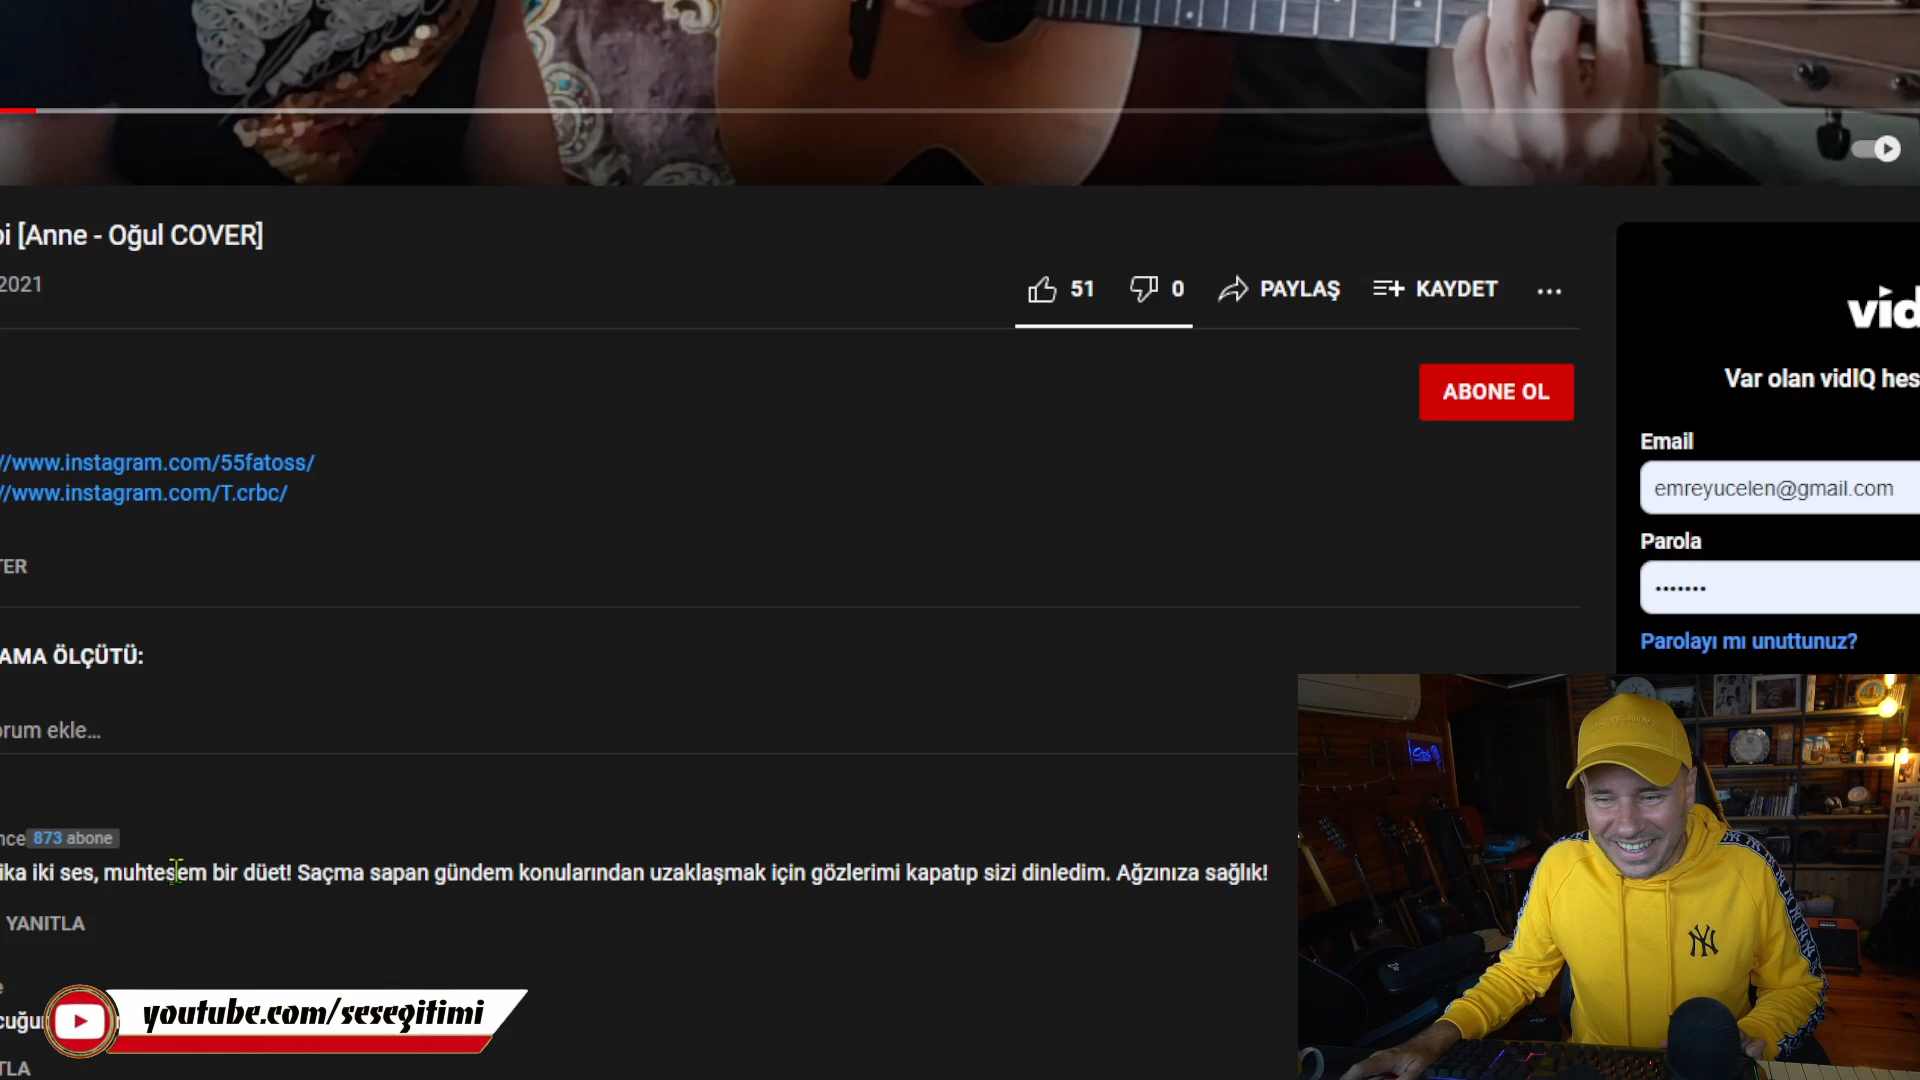 [Anne - Oğul COVER]
2021
51
0
PAYLAŞ
KAYDET
ABONE OL
//www.instagram.com/55fatoss/
//www.instagram.com/T.crbc/
TER
AMA ÖLÇÜTÜ:
orum ekle...
nce 873 abone
ika iki ses, muhteşem bir düet! Saçma sapan gündem konularından uzaklaşmak için gözlerimi kapatıp sizi dinledim. Ağzınıza sağlık!
YANITLA
TLA
vid
Var olan vidIQ hes
Email
emreyucelen@gmail.com
Parola
Parolayı mı unuttunuz?
youtube.com/sesegitimi
NY